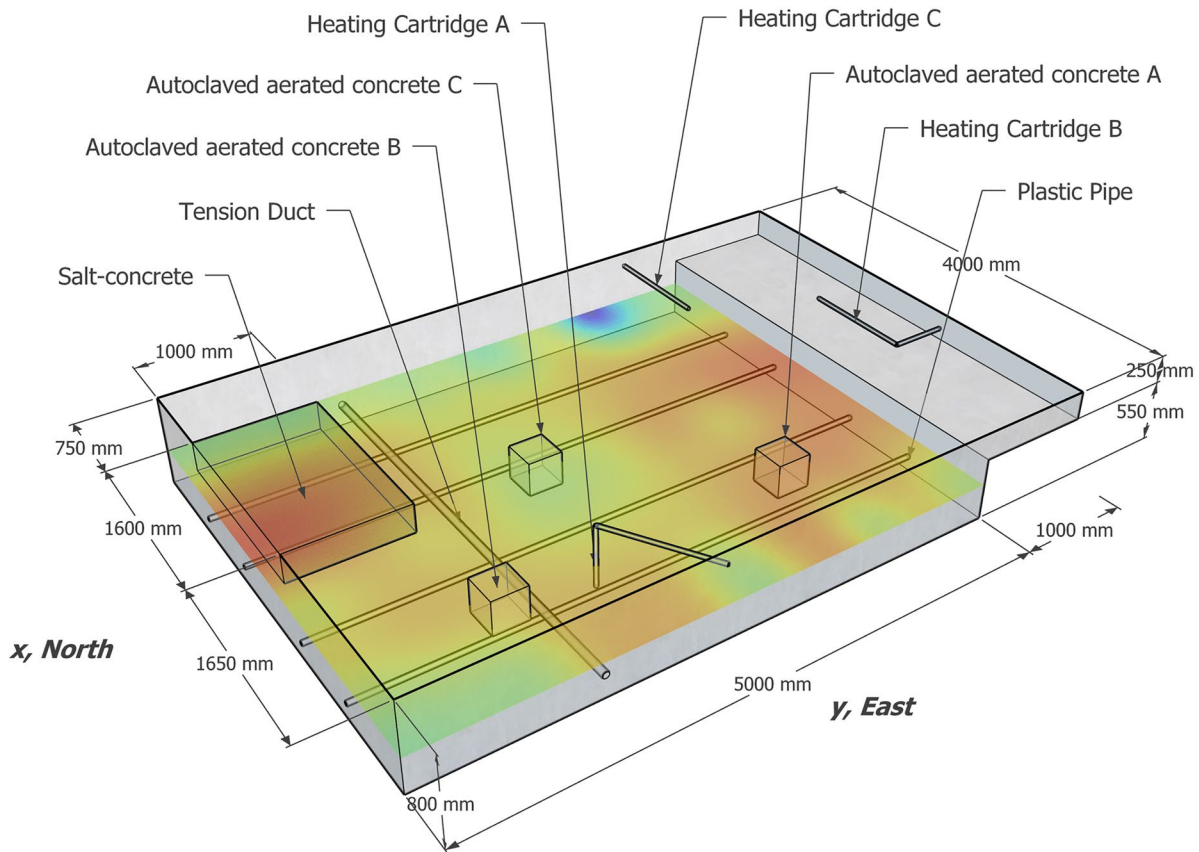 Heating Cartridge A
Heating Cartridge C
Autoclaved aerated concrete C
Autoclaved aerated concrete A
Autoclaved aerated concrete B
Heating Cartridge B
Tension Duct
Plastic Pipe
Salt-concrete
4000 mm
1000 mm
250 mm
550 mm
750 mm
1600 mm
1000 mm
x, North
1650 mm
5000 mm
y, East
800 mm